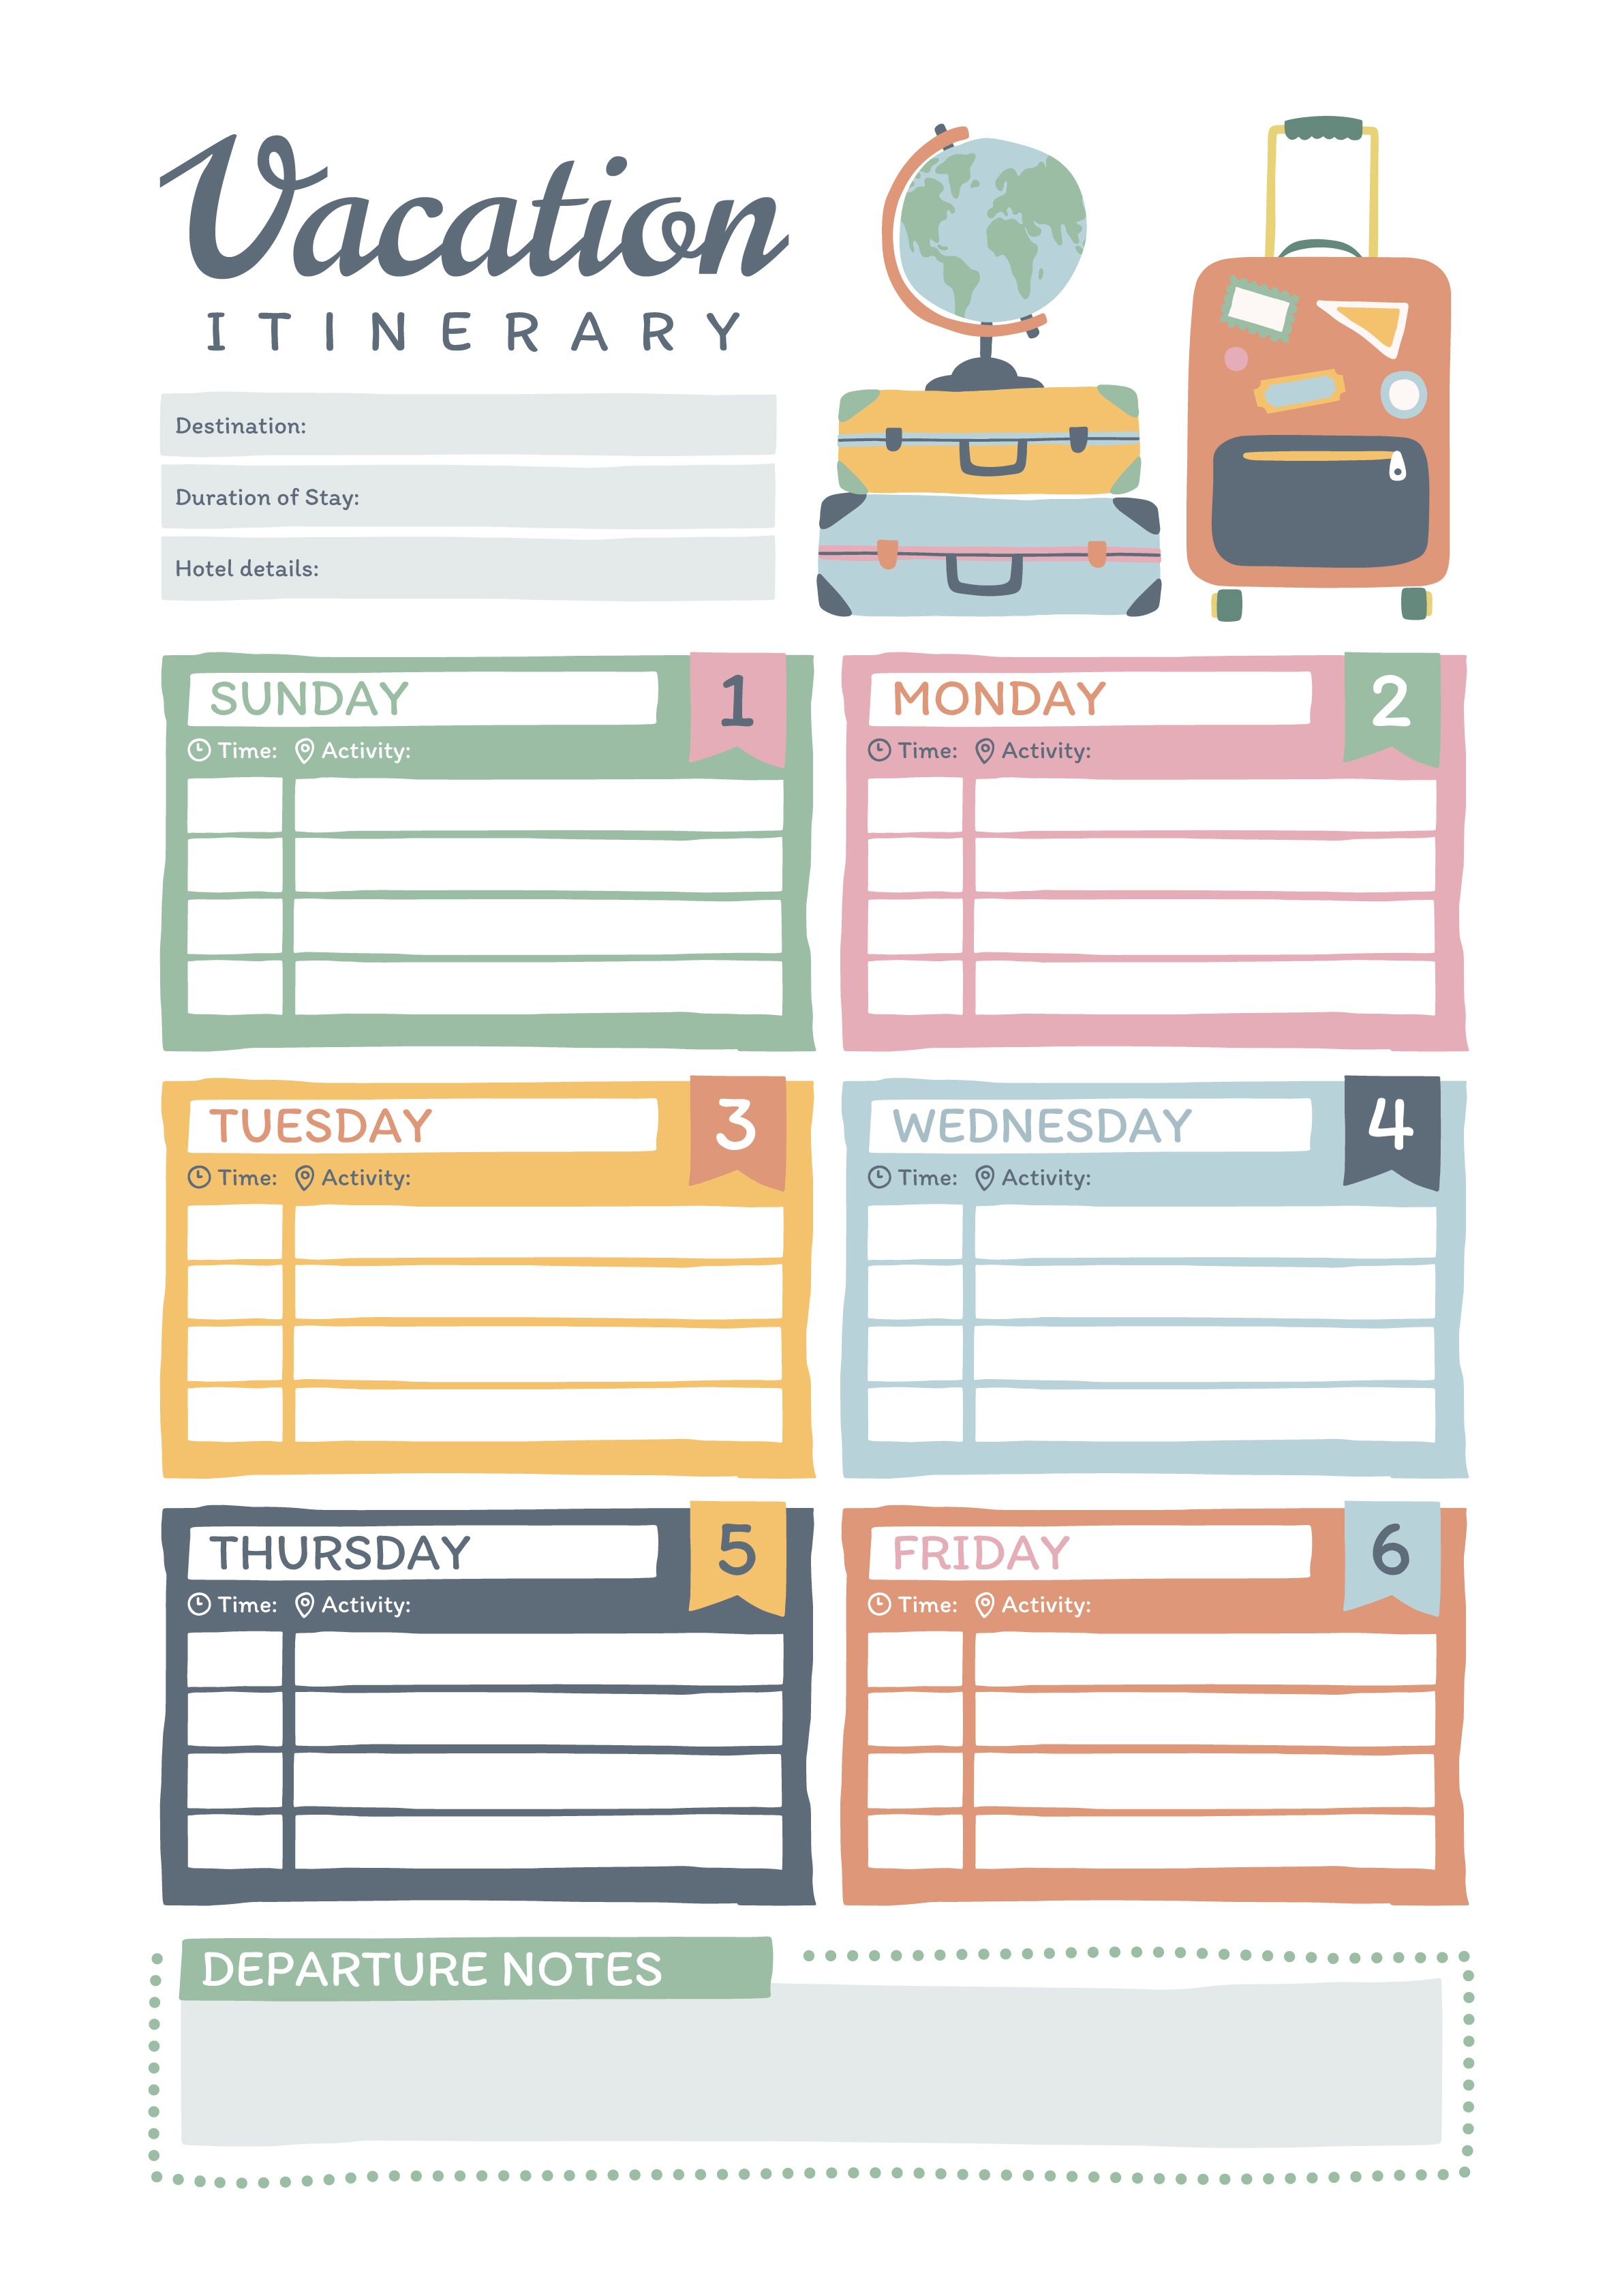 Vacation
ITINERARY
Destination:
Duration of Stay:
Hotel details:
SUNDAY 1
Time: Activity:
MONDAY 2
Time: Activity:
TUESDAY 3
Time: Activity:
WEDNESDAY 4
Time: Activity:
THURSDAY 5
Time: Activity:
FRIDAY 6
Time: Activity:
DEPARTURE NOTES